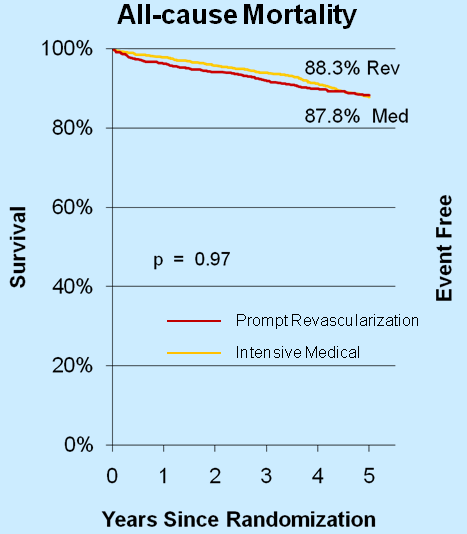 All-cause Mortality
100%
88.3% Rev
87.8% Med
80%
60%
Survival
Event Free
p = 0.97
40%
Prompt Revascularization
Intensive Medical
20%
0%
0 1 2 3 4 5
Years Since Randomization